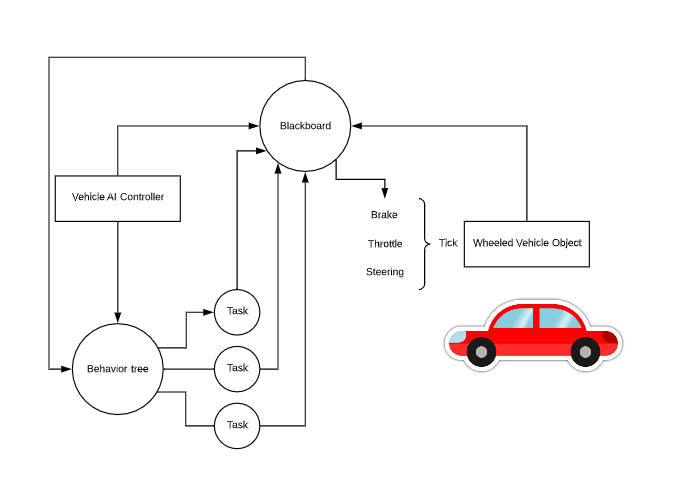 Blackboard
Vehicle AI Controller
Brake
Throttle
Steering
Tick
Wheeled Vehicle Object
Task
Behavior tree
Task
Task